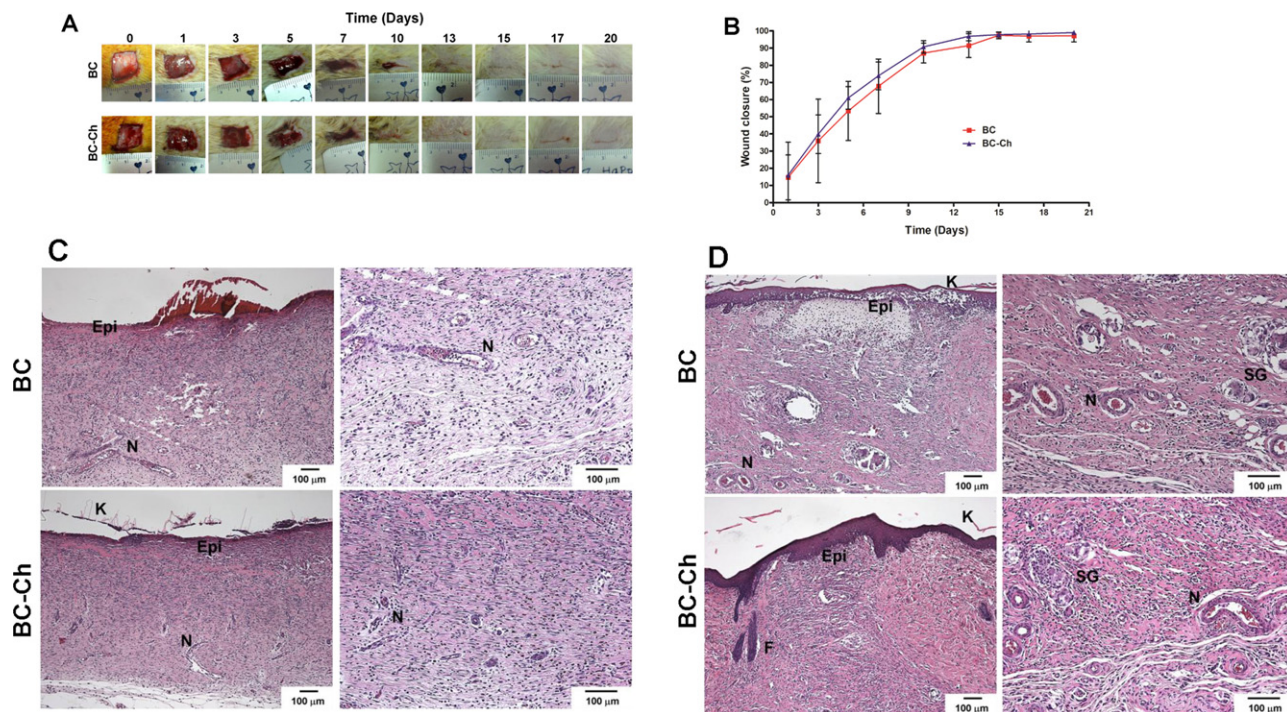 A
Time (Days)
0 1 3 5 7 10 13 15 17 20
BC
BC-Ch
B
Wound closure (%)
100
90
80
70
60
50
40
30
20
10
0
BC
BC-Ch
0 3 6 9 12 15 18 21
Time (Days)
C
BC
Epi
N
100 µm
N
100 µm
BC-Ch
K
Epi
N
100 µm
N
100 µm
D
BC
K
Epi
N
100 µm
SG
N
100 µm
BC-Ch
K
Epi
F
100 µm
SG
N
100 µm